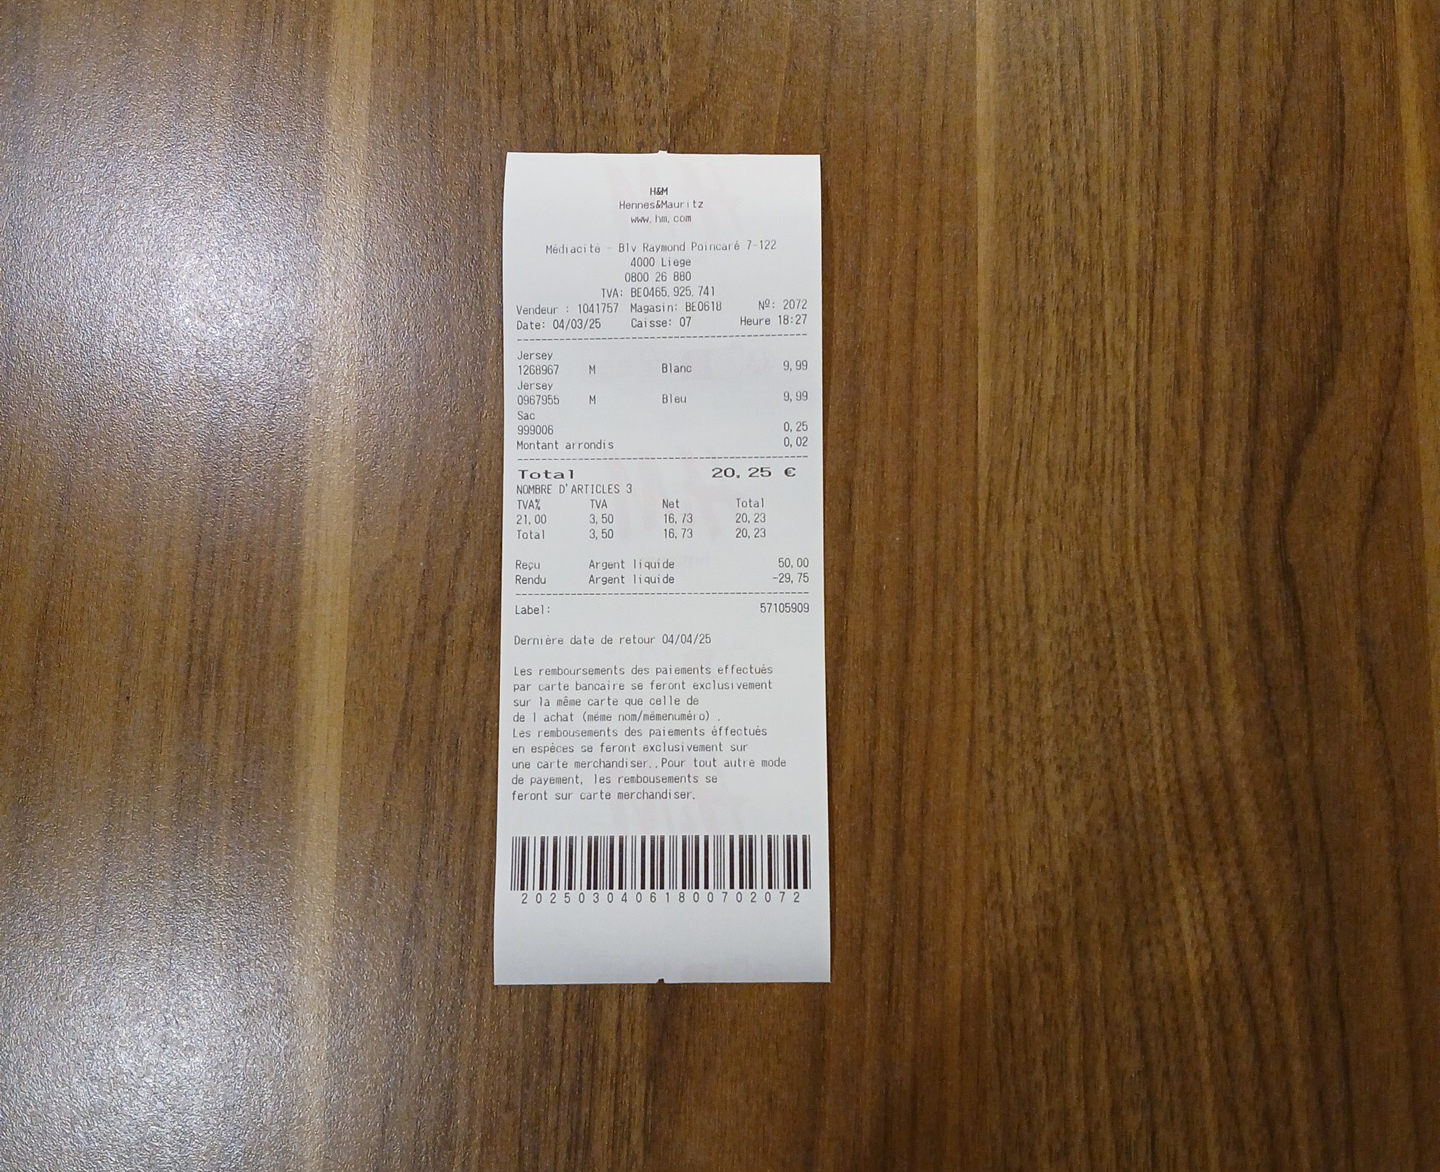 H&M
Hennes&Mauritz
www.hm.com
Médiacité - Blv Raymond Poincaré 7-122
4000 Liege
0800 26 880
TVA: BE0465.925.741
Vendeur : 1041757 Magasin: BE0618 Nº: 2072
Date: 04/03/25 Caisse: 07 Heure 18:27
Jersey
1268967 M Blanc 9,99
Jersey
0967955 M Bleu 9,99
Sac
999006 0,25
Montant arrondis 0,02
Total 20,25 €
NOMBRE D'ARTICLES 3
TVA% TVA Net Total
21,00 3,50 16,73 20,23
Total 3,50 16,73 20,23
Reçu Argent liquide 50,00
Rendu Argent liquide -29,75
Label: 57105909
Dernière date de retour 04/04/25
Les remboursements des paiements effectués
par carte bancaire se feront exclusivement
sur la même carte que celle de
de l achat (même nom/mêmenuméro) .
Les rembousements des paiements éffectués
en espèces se feront exclusivement sur
une carte merchandiser..Pour tout autre mode
de payement, les rembousements se
feront sur carte merchandiser.
20250304061800702072